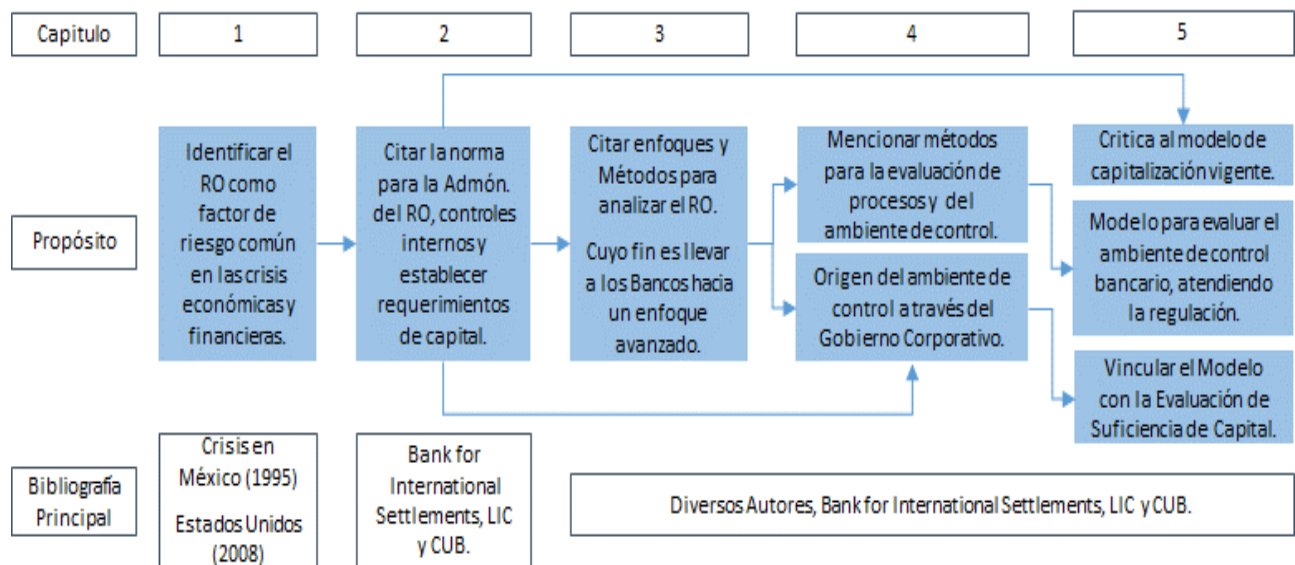 Capitulo
1
2
3
4
5
Propósito
Identificar el
RO como
factor de
riesgo común
en las crisis
económicas y
financieras.
Citar la norma
para la Admón.
del RO, controles
internos y
establecer
requerimientos
de capital.
Citar enfoques y
Métodos para
analizar el RO.
Cuyo fin es llevar
a los Bancos hacia
un enfoque
avanzado.
Mencionar métodos
para la evaluación de
procesos y del
ambiente de control.
Origen del ambiente de
control a través del
Gobierno Corporativo.
Critica al modelo de
capitalización vigente.
Modelo para evaluar el
ambiente de control
bancario, atendiendo
la regulación.
Vincular el Modelo
con la Evaluación de
Suficiencia de Capital.
Bibliografía
Principal
Crisis en
México (1995)
Estados Unidos
(2008)
Bank for
International
Settlements, LIC
y CUB.
Diversos Autores, Bank for International Settlements, LIC y CUB.